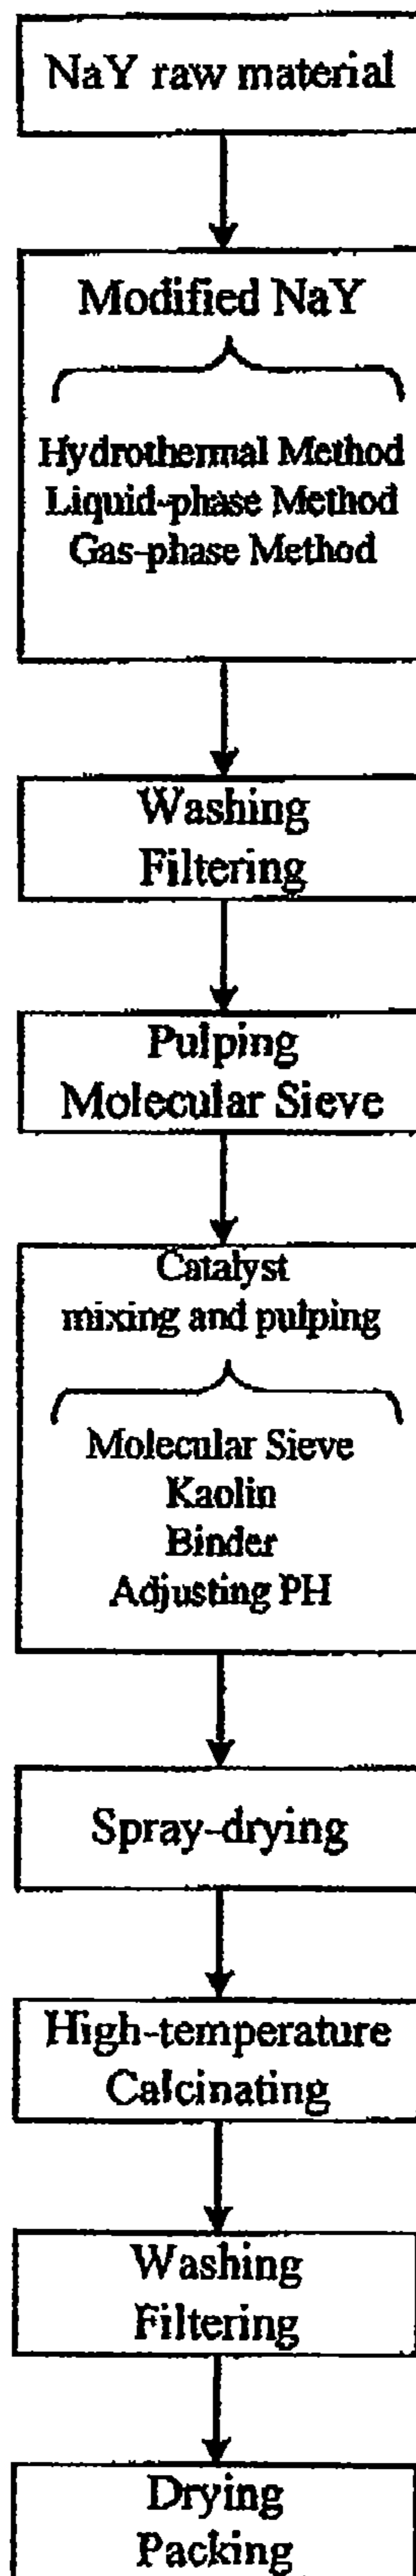 NaY raw material
Modified NaY
Hydrothermal Method
Liquid-phase Method
Gas-phase Method
Washing
Filtering
Pulping
Molecular Sieve
Catalyst
mixing and pulping
Molecular Sieve
Kaolin
Binder
Adjusting PH
Spray-drying
High-temperature
Calcinating
Washing
Filtering
Drying
Packing